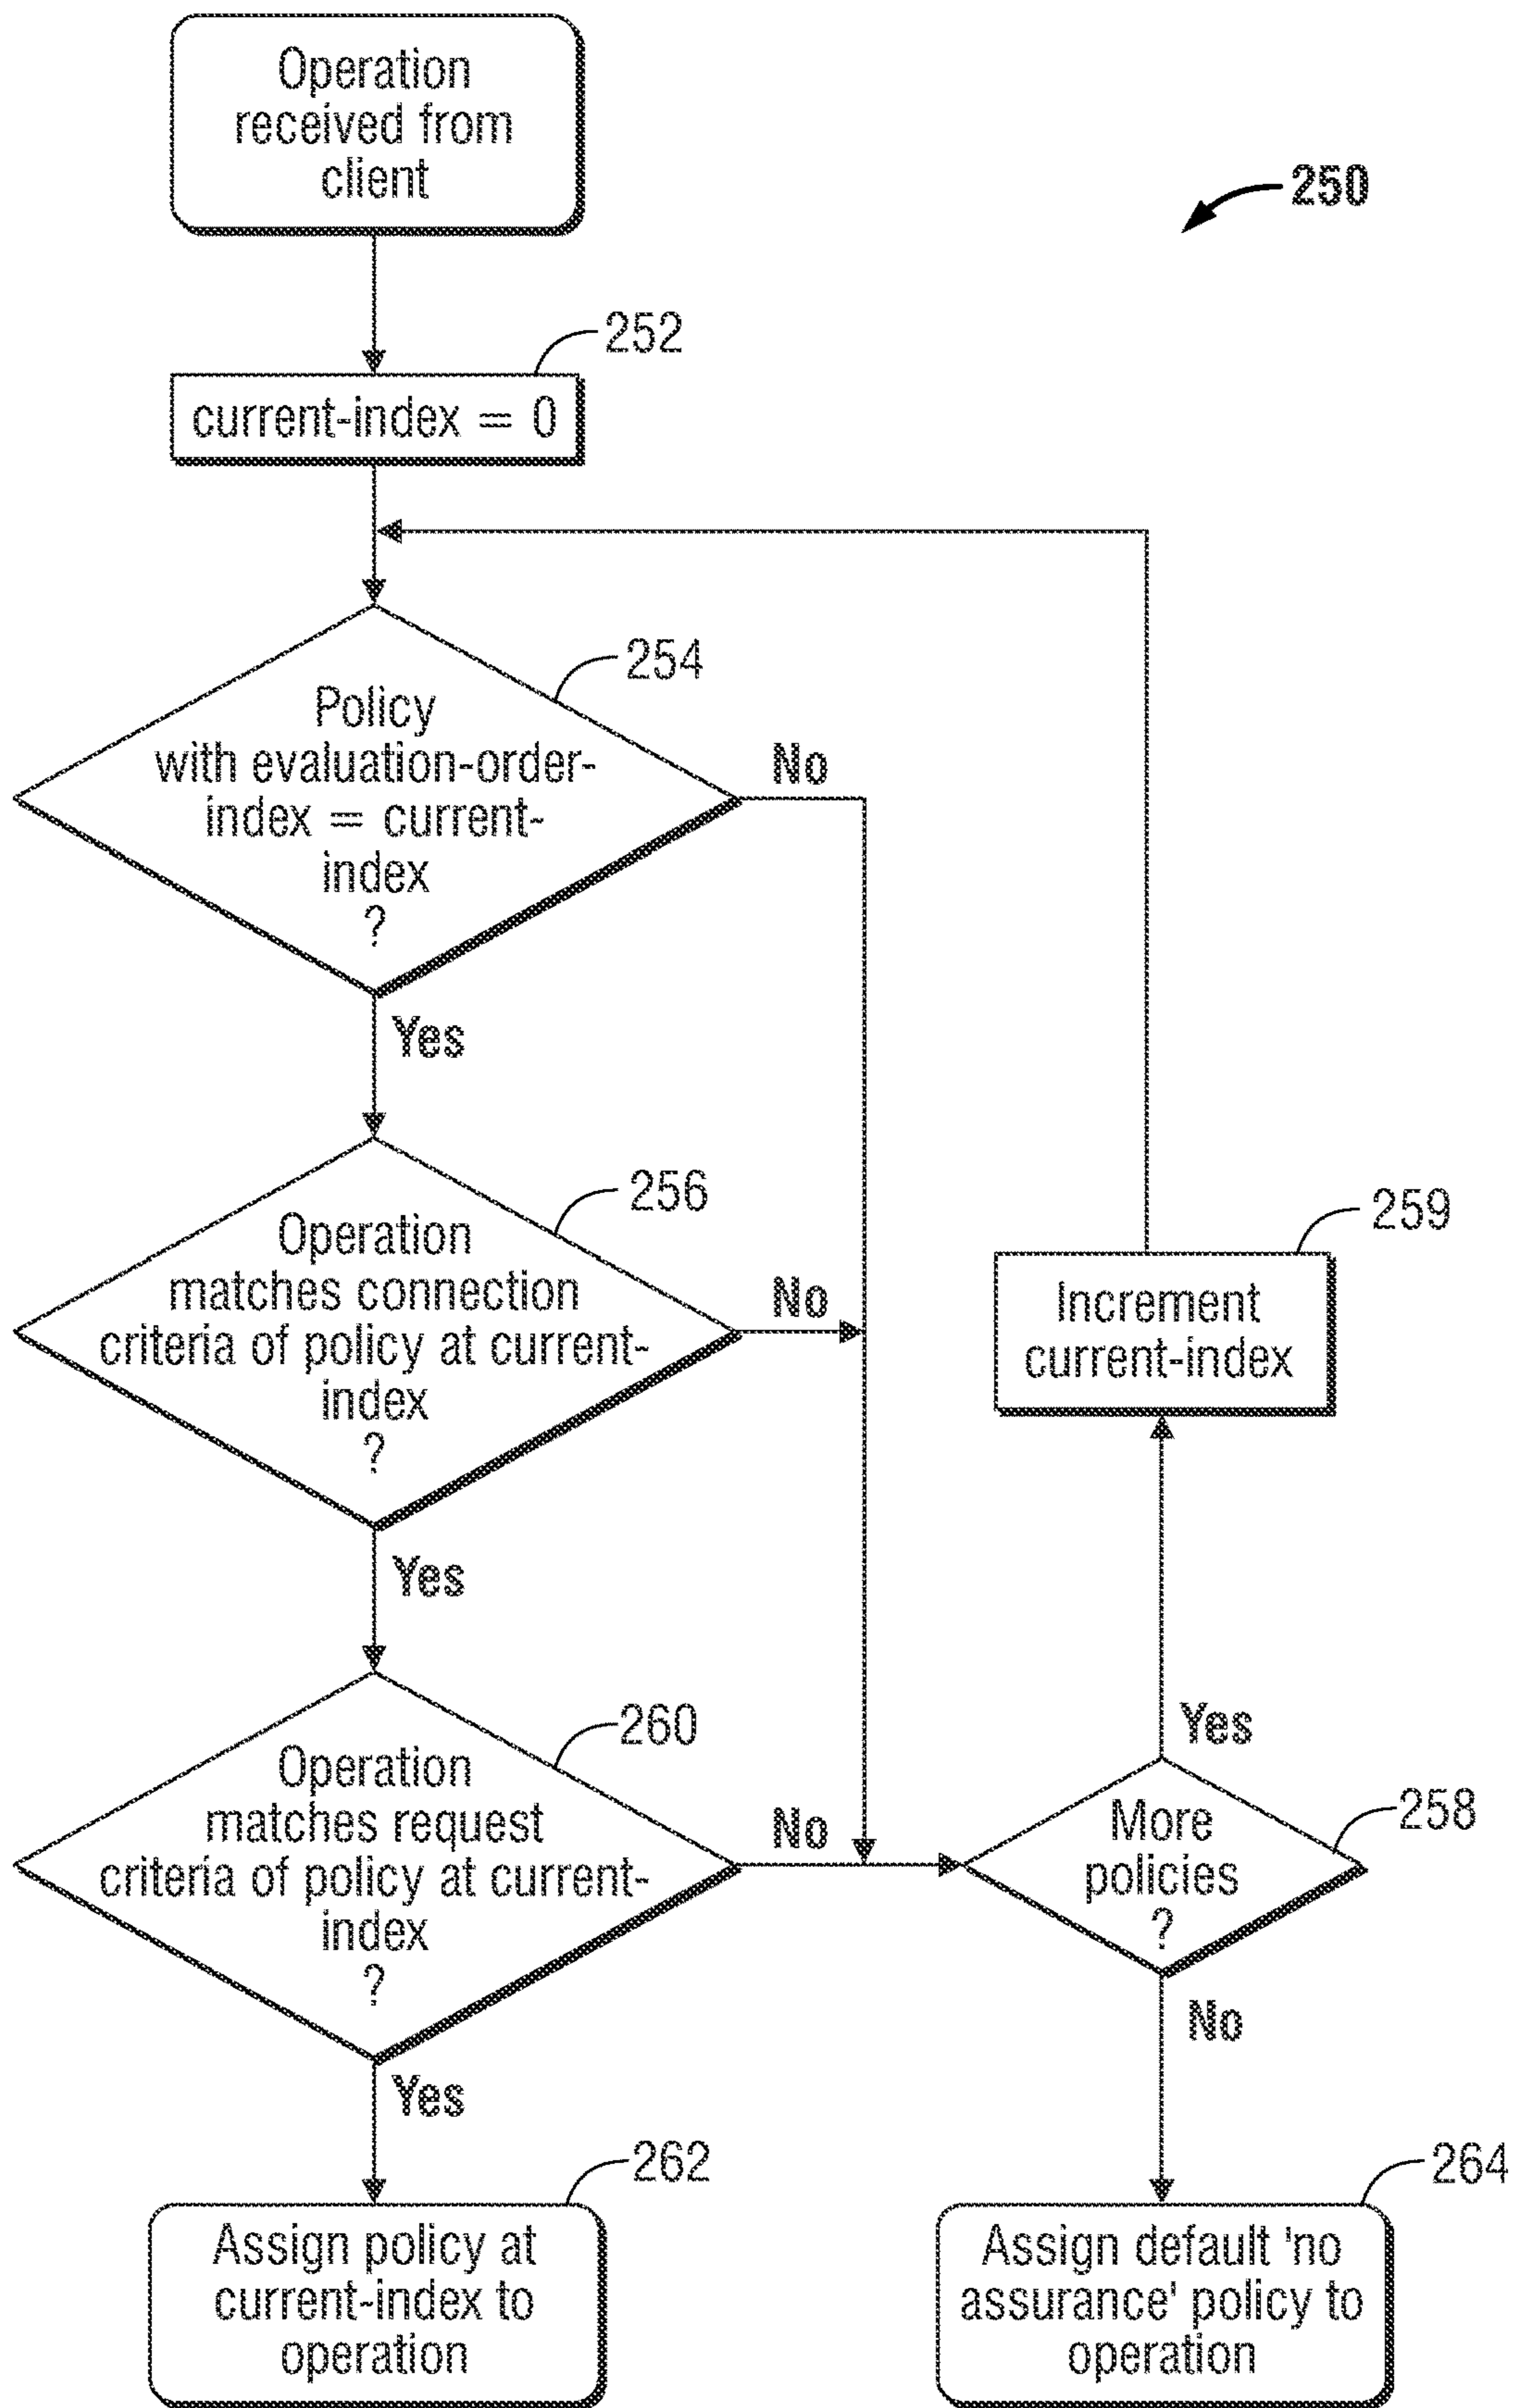 Operation
received from
client
250
252
current-index = 0
254
Policy
with evaluation-order-
index = current-
index
?
No
Yes
256
Operation
matches connection
criteria of policy at current-
index
?
No
Yes
259
Increment
current-index
260
Operation
matches request
criteria of policy at current-
index
?
No
Yes
Yes
258
More
policies
?
No
262
Assign policy at
current-index to
operation
264
Assign default 'no
assurance' policy to
operation